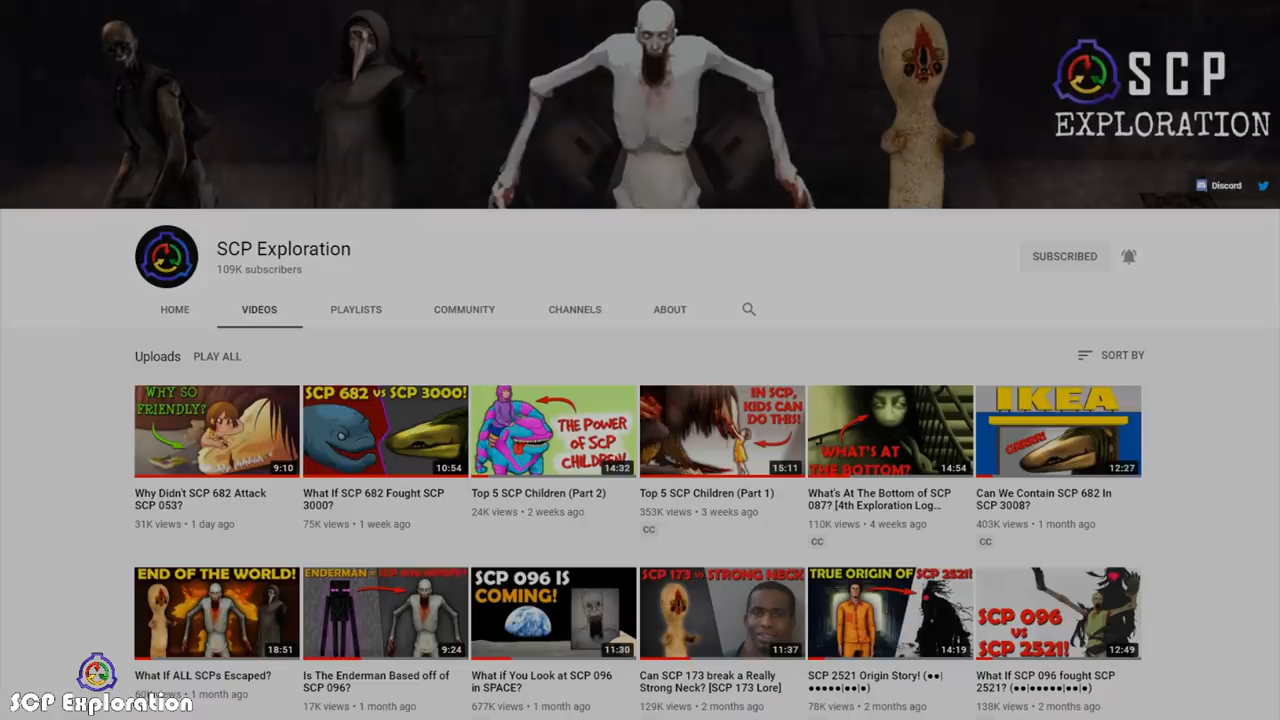 SCP
EXPLORATION
Discord
SCP Exploration
109K subscribers
SUBSCRIBED
HOME
VIDEOS
PLAYLISTS
COMMUNITY
CHANNELS
ABOUT
Uploads
PLAY ALL
SORT BY
WHY SO
FRIENDLY?
9:10
SCP 682 vs SCP 3000!
10:54
THE POWER
OF SCP
CHILDREN
14:32
IN SCP,
KIDS CAN
DO THIS!
15:11
WHAT'S AT
THE BOTTOM?
14:54
IKEA
GRRRR!
12:27
Why Didn't SCP 682 Attack
SCP 053?
31K views • 1 day ago
What If SCP 682 Fought SCP
3000?
75K views • 1 week ago
Top 5 SCP Children (Part 2)
24K views • 2 weeks ago
Top 5 SCP Children (Part 1)
353K views • 3 weeks ago
CC
What's At The Bottom of SCP
087? [4th Exploration Log...
110K views • 4 weeks ago
CC
Can We Contain SCP 682 In
SCP 3008?
403K views • 1 month ago
CC
END OF THE WORLD!
18:51
9:24
SCP 096 IS
COMING!
11:30
SCP 173 vs STRONG NECK
11:37
TRUE ORIGIN OF SCP 2521!
14:19
SCP 096
VS
SCP 2521!
12:49
What If ALL SCPs Escaped?
1 month ago
Is The Enderman Based off of
SCP 096?
17K views • 1 month ago
What if You Look at SCP 096
in SPACE?
677K views • 1 month ago
Can SCP 173 break a Really
Strong Neck? [SCP 173 Lore]
129K views • 2 months ago
SCP 2521 Origin Story! (●●|
●●●●●|●●|●)
78K views • 2 months ago
What If SCP 096 fought SCP
2521? (●●|●●●●●|●●|●)
138K views • 2 months ago
SCP Exploration